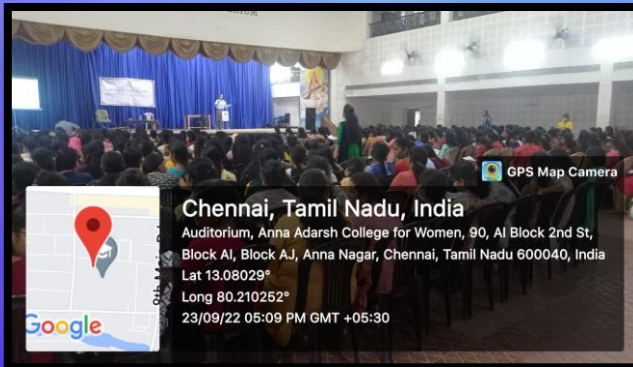 GPS Map Camera
Chennai, Tamil Nadu, India
Auditorium, Anna Adarsh College for Women, 90, AI Block 2nd St,
Block AI, Block AJ, Anna Nagar, Chennai, Tamil Nadu 600040, India
Lat 13.08029°
Long 80.210252°
23/09/22 05:09 PM GMT +05:30
Google